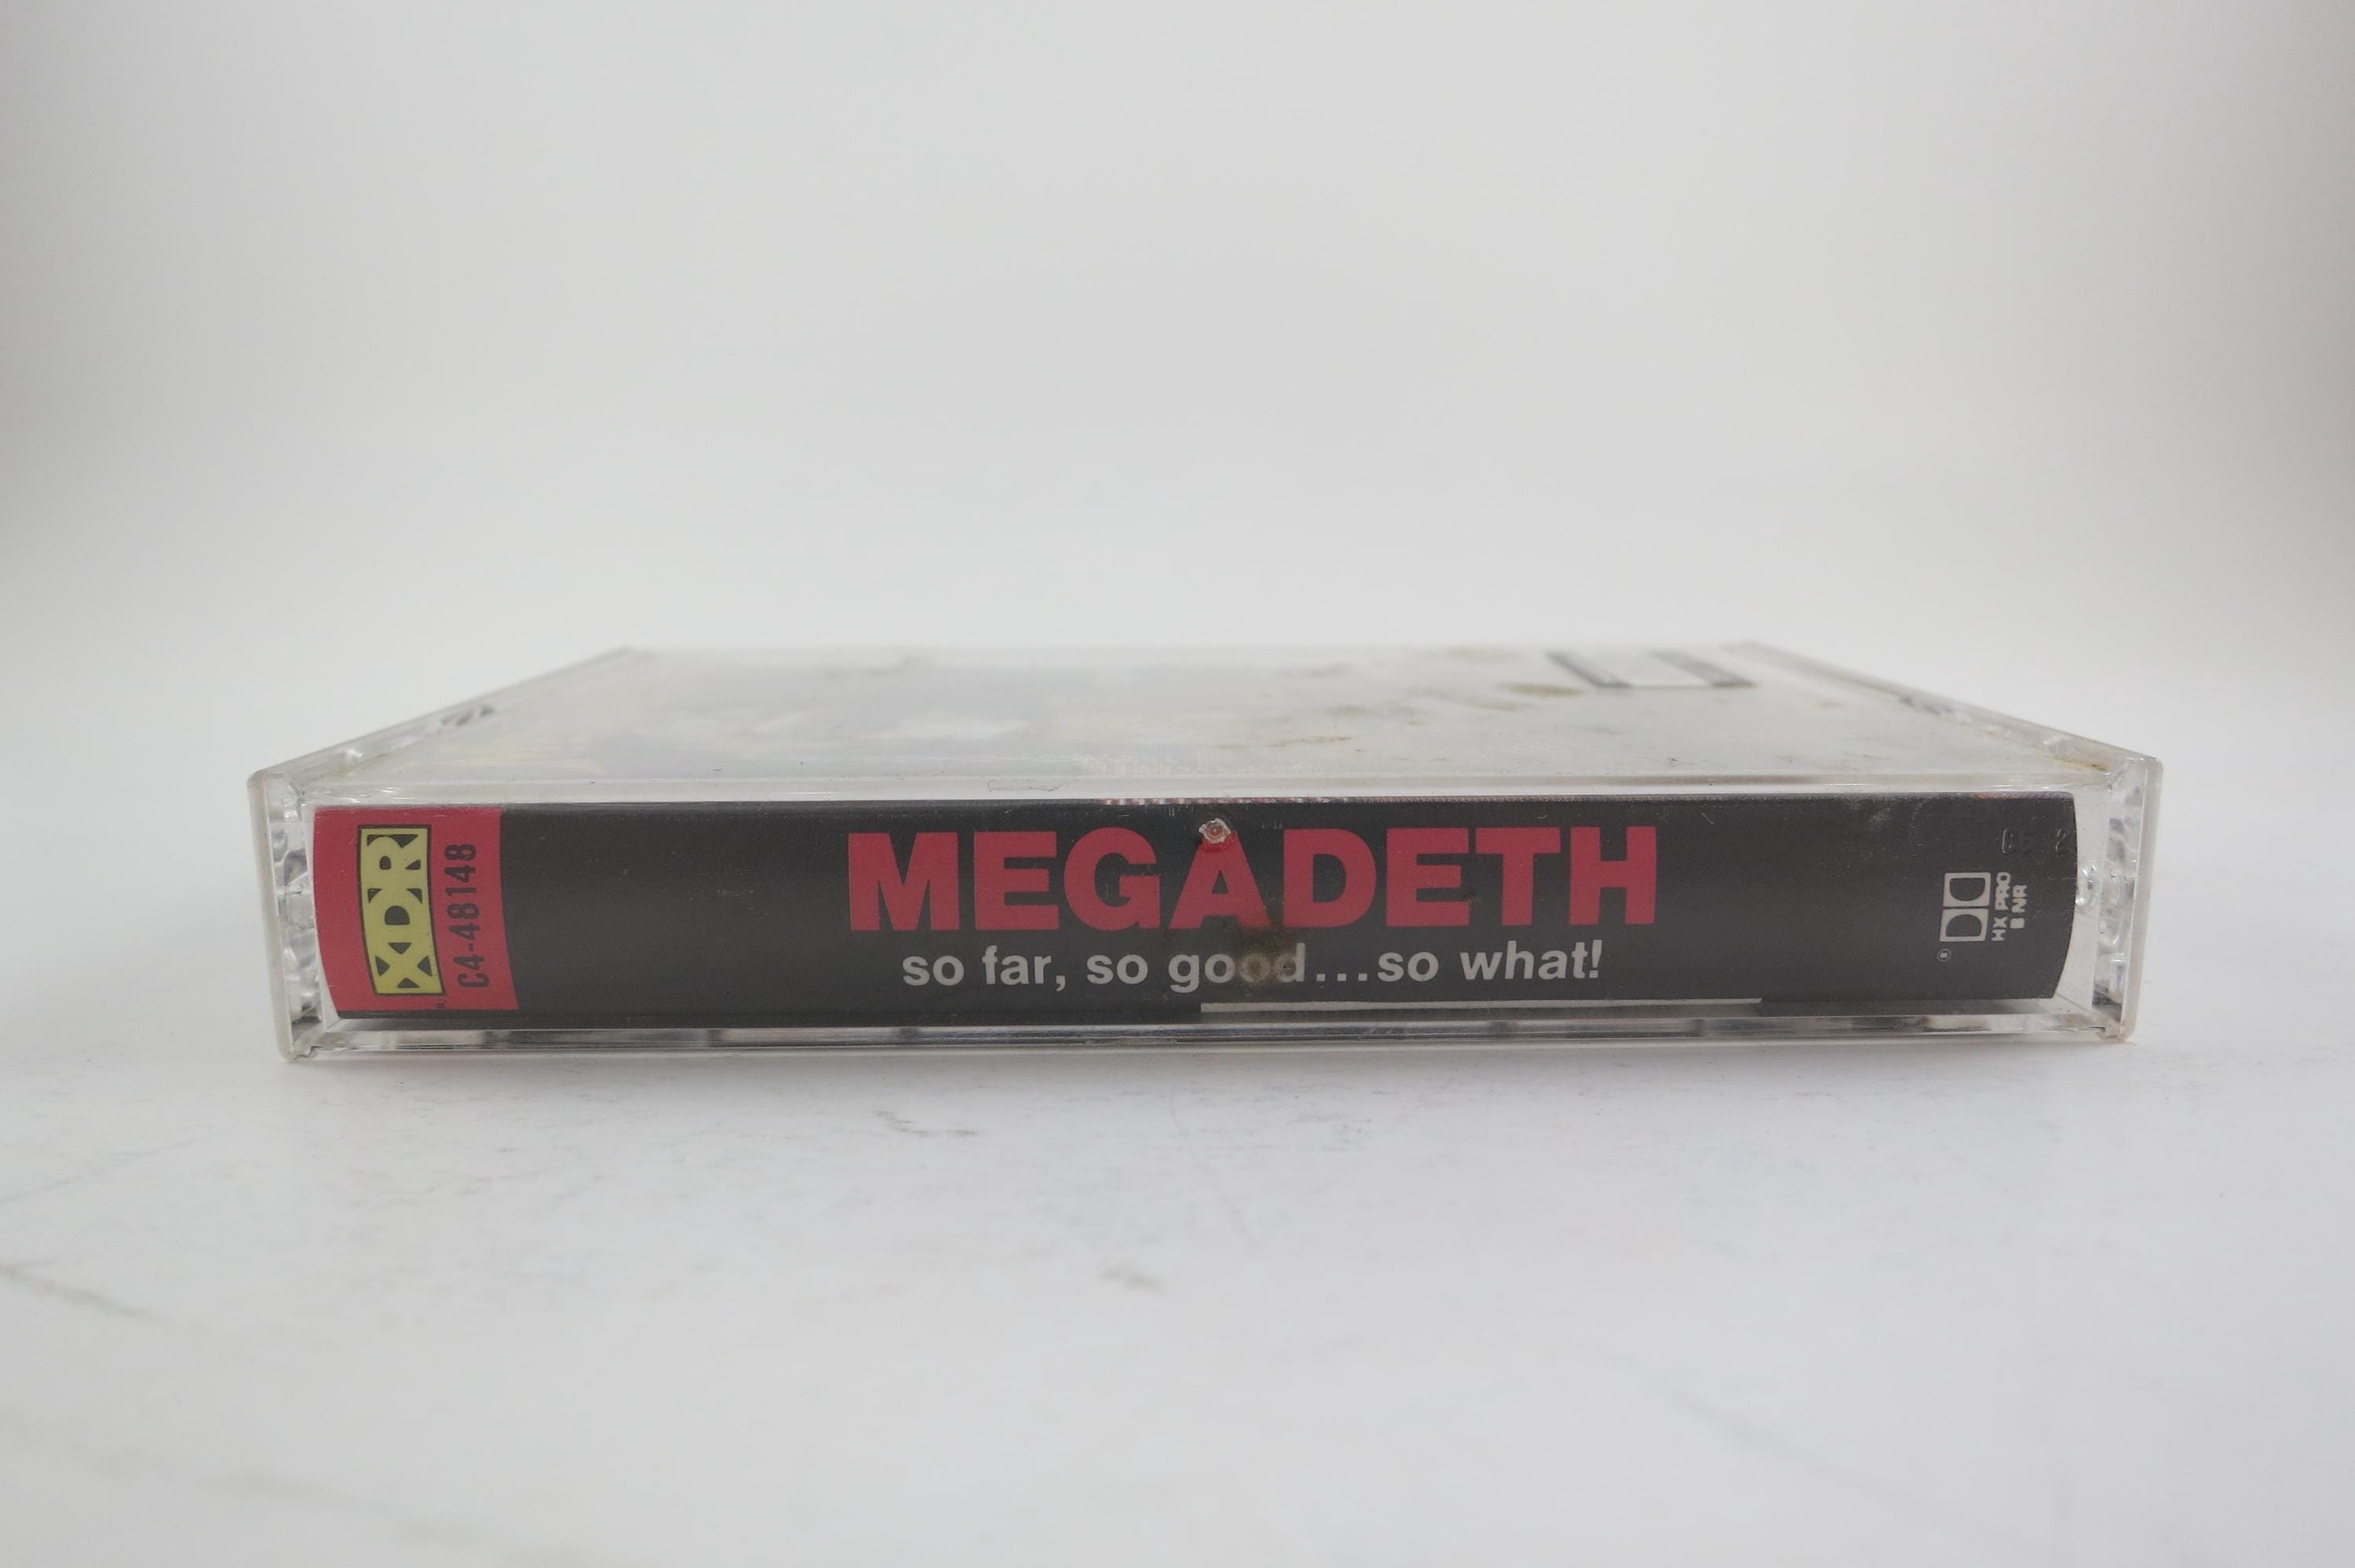 XDR
C4-48148
MEGADETH
so far, so good...so what!
HX PRO
B NR